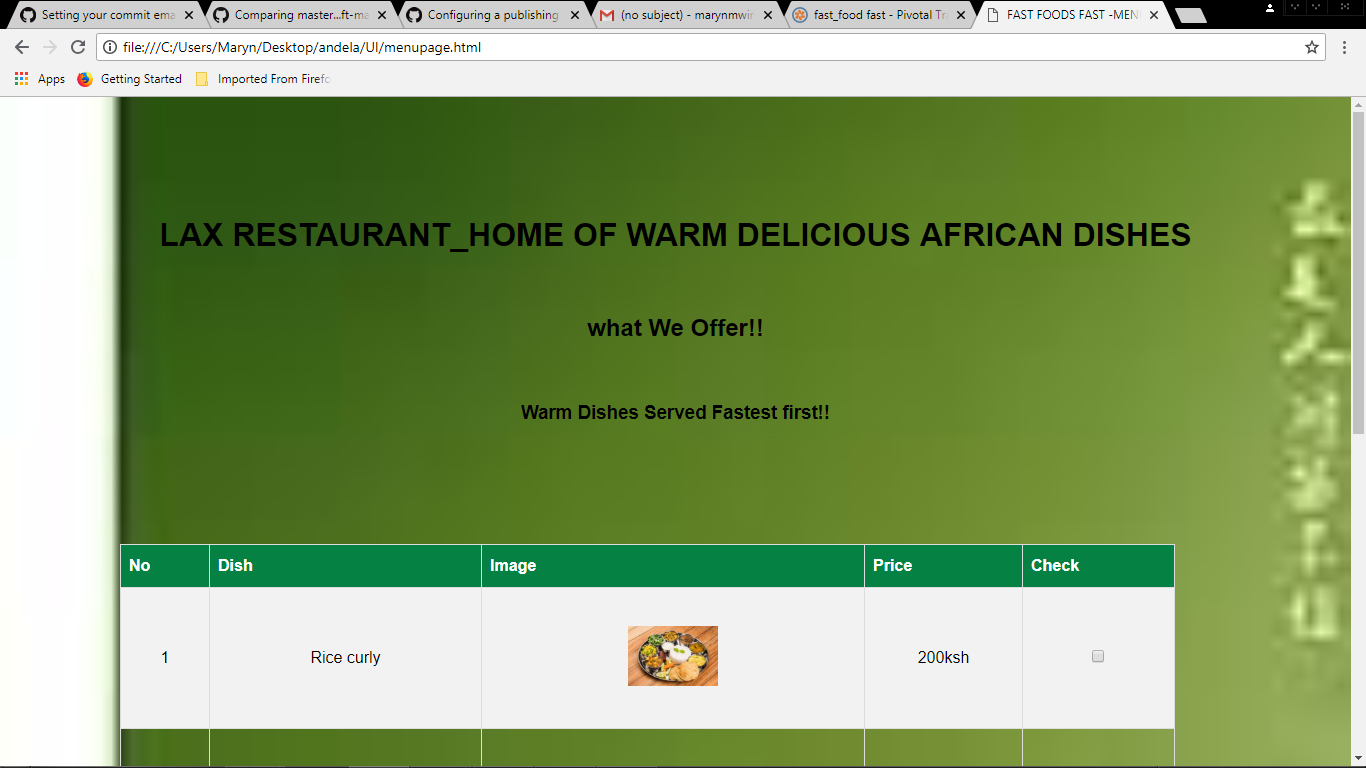 Setting your commit ema
Comparing master...ft-ma
Configuring a publishing
(no subject) - marynmwir
fast_food fast - Pivotal Tr
FAST FOODS FAST -MEN
file:///C:/Users/Maryn/Desktop/andela/UI/menupage.html
Apps
Getting Started
Imported From Firefo
LAX RESTAURANT_HOME OF WARM DELICIOUS AFRICAN DISHES
what We Offer!!
Warm Dishes Served Fastest first!!
No Dish Image Price Check
1 Rice curly 200ksh